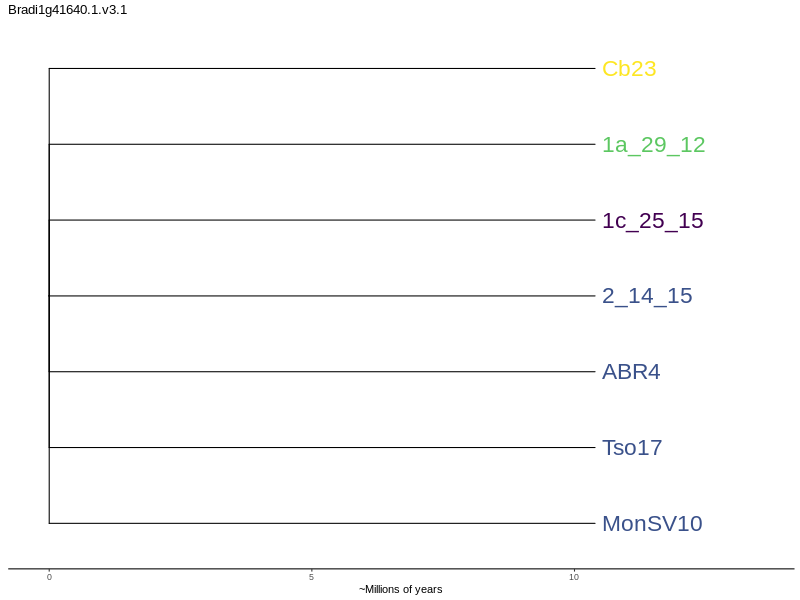 Bradi1g41640.1.v3.1
Cb23
1a_29_12
1c_25_15
2_14_15
ABR4
Tso17
MonSV10
0 5 10
~Millions of years